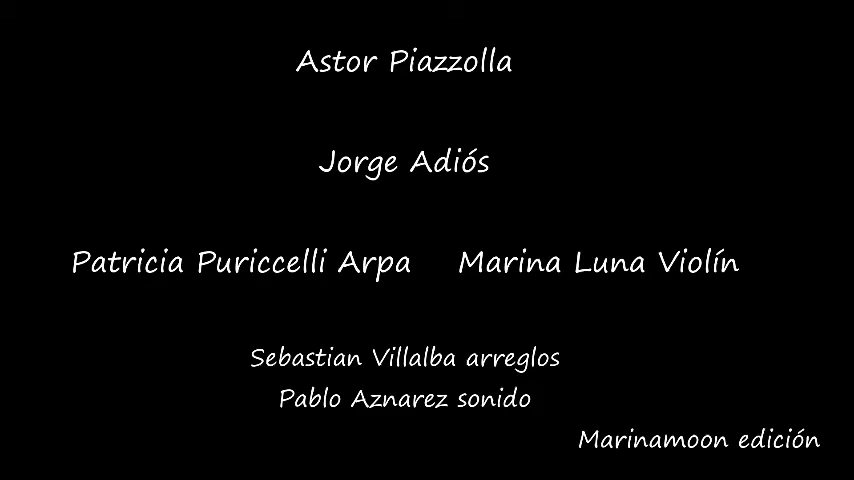 Astor Piazzolla
Jorge Adiós
Patricia Puriccelli Arpa Marina Luna Violín
Sebastian Villalba arreglos
Pablo Aznarez sonido
Marinamoon edición